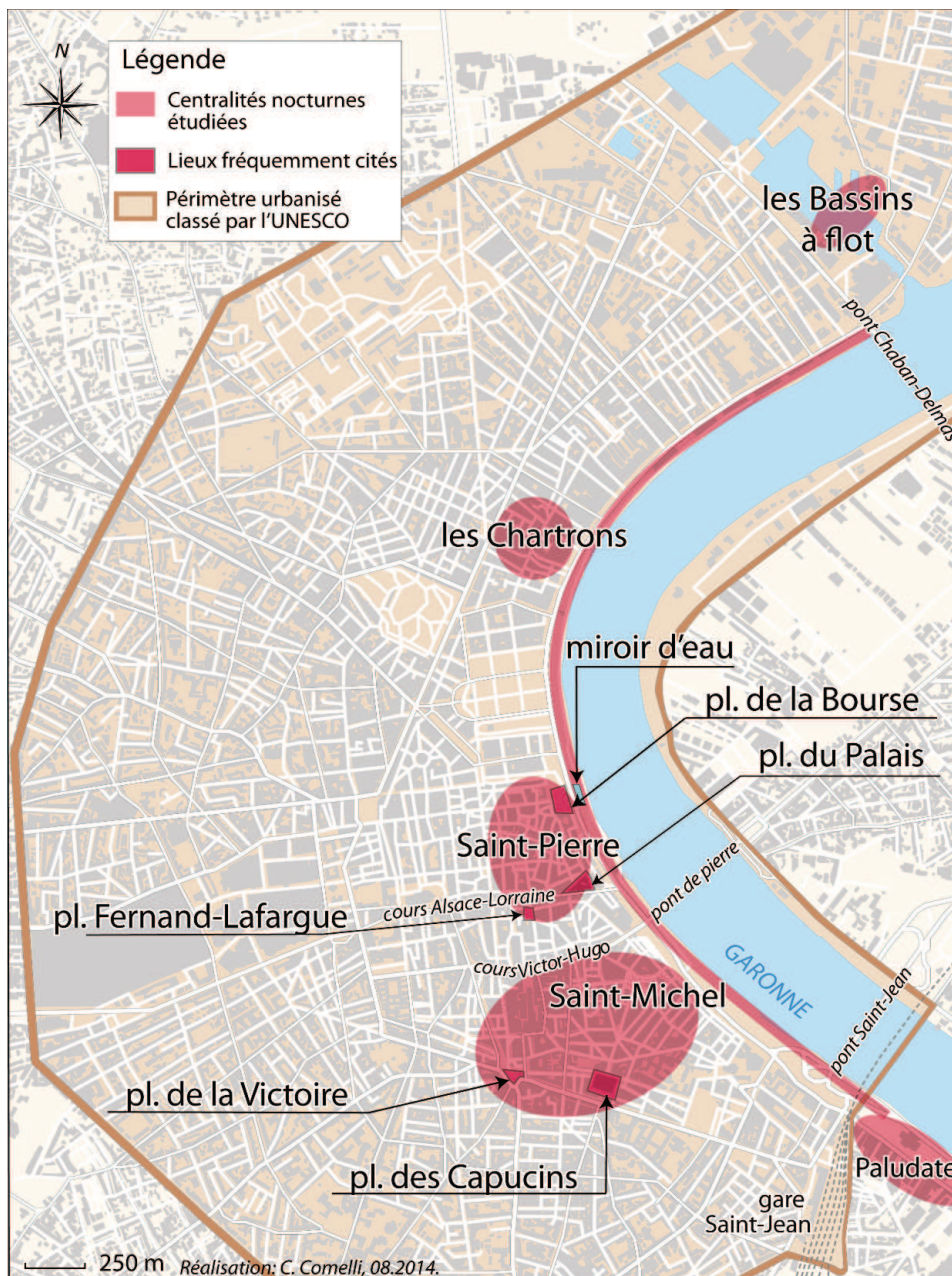 N
Légende
Centralités nocturnes
étudiées
Lieux fréquemment cités
Périmètre urbanisé
classé par l'UNESCO
les Bassins
à flot
pont Chaban-Delmas
les Chartrons
miroir d'eau
pl. de la Bourse
pl. du Palais
Saint-Pierre
pont de pierre
cours Alsace-Lorraine
pl. Fernand-Lafargue
cours Victor-Hugo
GARONNE
Saint-Michel
pont Saint-Jean
pl. de la Victoire
pl. des Capucins
Paludate
gare
Saint-Jean
250 m
Réalisation: C. Comelli, 08.2014.